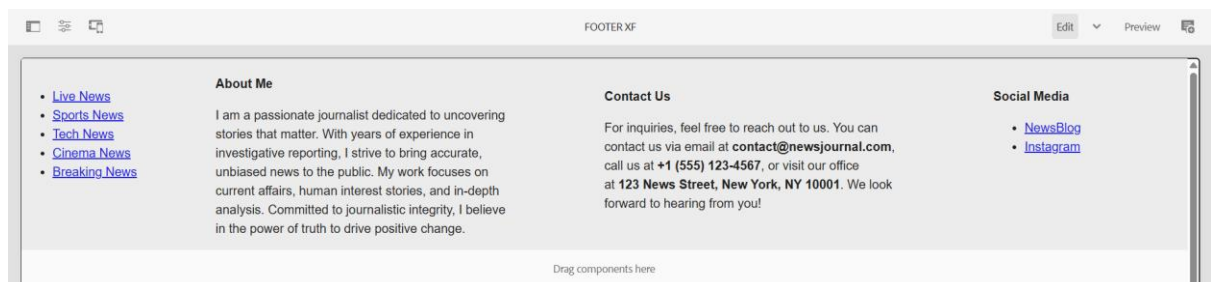 FOOTER XF
Edit
Preview
Live News
Sports News
Tech News
Cinema News
Breaking News
About Me
I am a passionate journalist dedicated to uncovering
stories that matter. With years of experience in
investigative reporting, I strive to bring accurate,
unbiased news to the public. My work focuses on
current affairs, human interest stories, and in-depth
analysis. Committed to journalistic integrity, I believe
in the power of truth to drive positive change.
Contact Us
For inquiries, feel free to reach out to us. You can
contact us via email at contact@newsjournal.com,
call us at +1 (555) 123-4567, or visit our office
at 123 News Street, New York, NY 10001. We look
forward to hearing from you!
Social Media
NewsBlog
Instagram
Drag components here